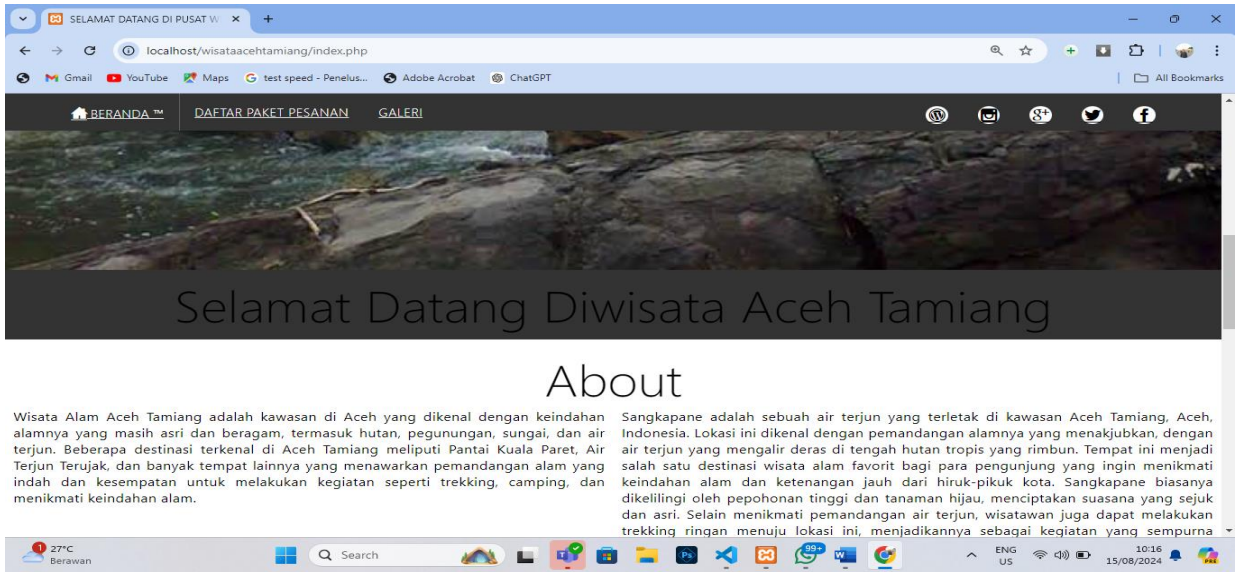 SELAMAT DATANG DI PUSAT W
localhost/wisataacehtamiang/index.php
Gmail YouTube Maps test speed - Penelus... Adobe Acrobat ChatGPT All Bookmarks
BERANDA ™ DAFTAR PAKET PESANAN GALERI
Selamat Datang Diwisata Aceh Tamiang
About
Wisata Alam Aceh Tamiang adalah kawasan di Aceh yang dikenal dengan keindahan
alamnya yang masih asri dan beragam, termasuk hutan, pegunungan, sungai, dan air
terjun. Beberapa destinasi terkenal di Aceh Tamiang meliputi Pantai Kuala Paret, Air
Terjun Terujak, dan banyak tempat lainnya yang menawarkan pemandangan alam yang
indah dan kesempatan untuk melakukan kegiatan seperti trekking, camping, dan
menikmati keindahan alam.
Sangkapane adalah sebuah air terjun yang terletak di kawasan Aceh Tamiang, Aceh,
Indonesia. Lokasi ini dikenal dengan pemandangan alamnya yang menakjubkan, dengan
air terjun yang mengalir deras di tengah hutan tropis yang rimbun. Tempat ini menjadi
salah satu destinasi wisata alam favorit bagi para pengunjung yang ingin menikmati
keindahan alam dan ketenangan jauh dari hiruk-pikuk kota. Sangkapane biasanya
dikelilingi oleh pepohonan tinggi dan tanaman hijau, menciptakan suasana yang sejuk
dan asri. Selain menikmati pemandangan air terjun, wisatawan juga dapat melakukan
trekking ringan menuju lokasi ini, menjadikannya sebagai kegiatan yang sempurna
1
27°C
Berawan
Search
99+
ENG
US
10:16
15/08/2024